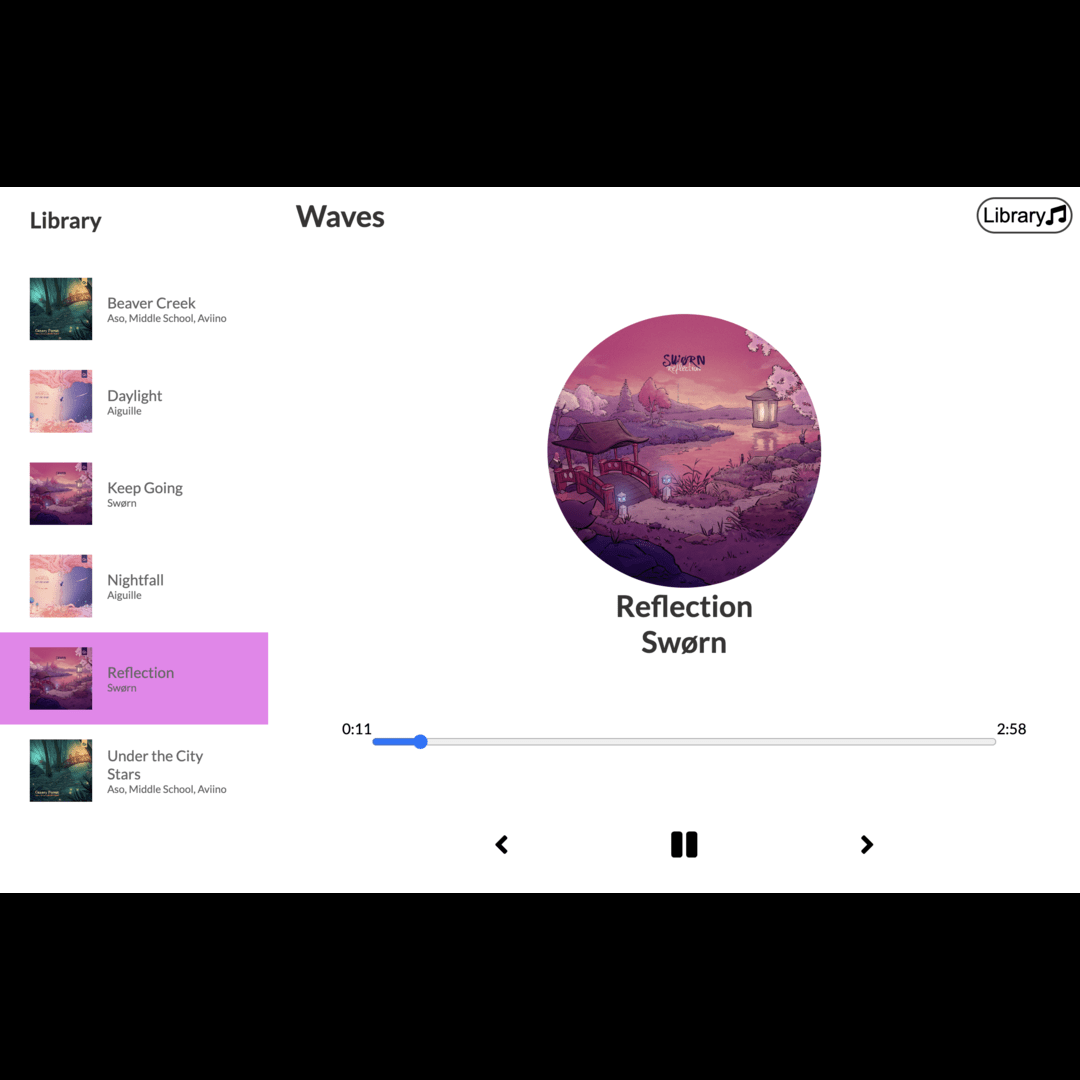 Library
Waves
Library
Beaver Creek
Aso, Middle School, Aviino
Daylight
Aiguille
Keep Going
Swørn
Nightfall
Aiguille
Reflection
Swørn
Under the City
Stars
Aso, Middle School, Aviino
SWØRN
REFLECTION
Reflection
Swørn
0:11
2:58